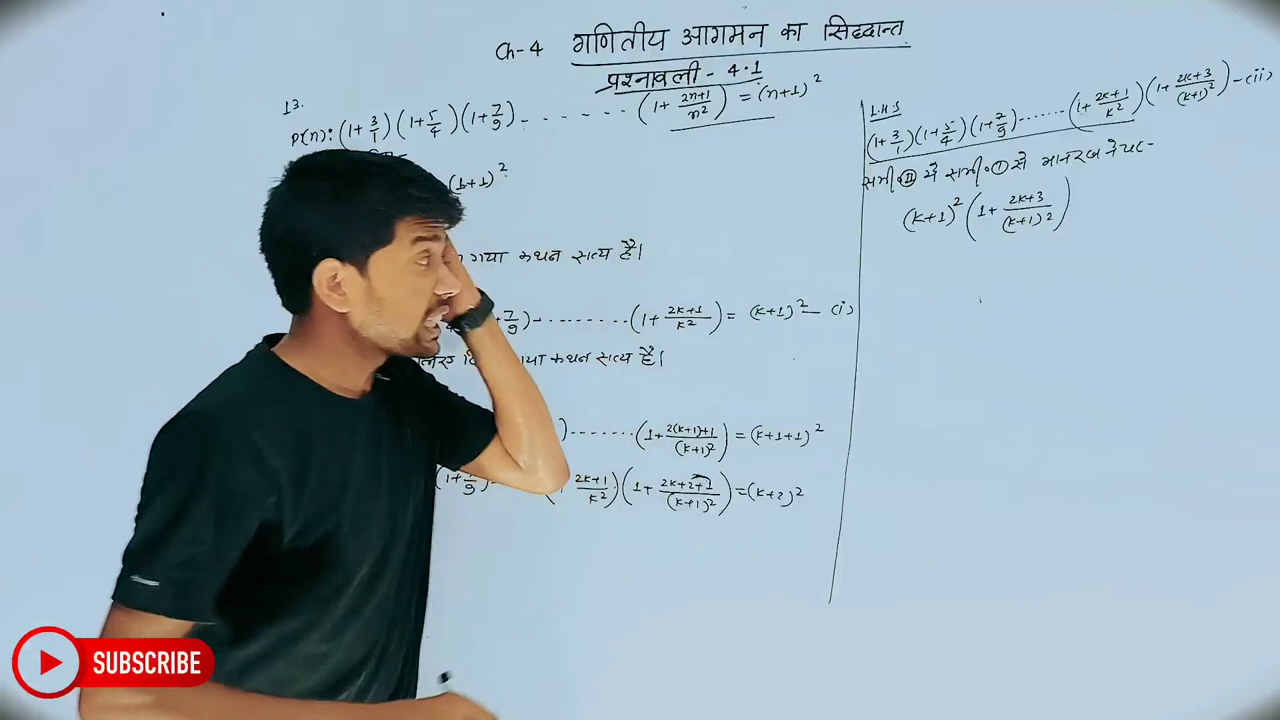 Ch-4 गणितीय आगमन का सिद्धान्त
प्रश्नावली - 4.1
13.
P(n): (1+3/1)(1+5/4)(1+7/9)- - - - - - - (1+ 2n+1/n²) = (n+1)²
(1+1)²
गया कथन सत्य है।
7/9)--------(1+ 2k+1/k²) = (k+1)² — (i)
गया कथन सत्य है।
)-------(1+ 2(k+1)+1/(k+1)²) = (k+1+1)²
(1+7/9)- 2k+1/k²)(1+ 2k+2+1/(k+1)²) = (k+2)²
L.H.S
(1+3/1)(1+5/4)(1+7/9)......(1+ 2k+1/k²)(1+ 2k+3/(k+1)²) - (ii)
समी. (II) में समी. (I) से मान रखने पर -
(k+1)² (1+ 2k+3/(k+1)²)
SUBSCRIBE